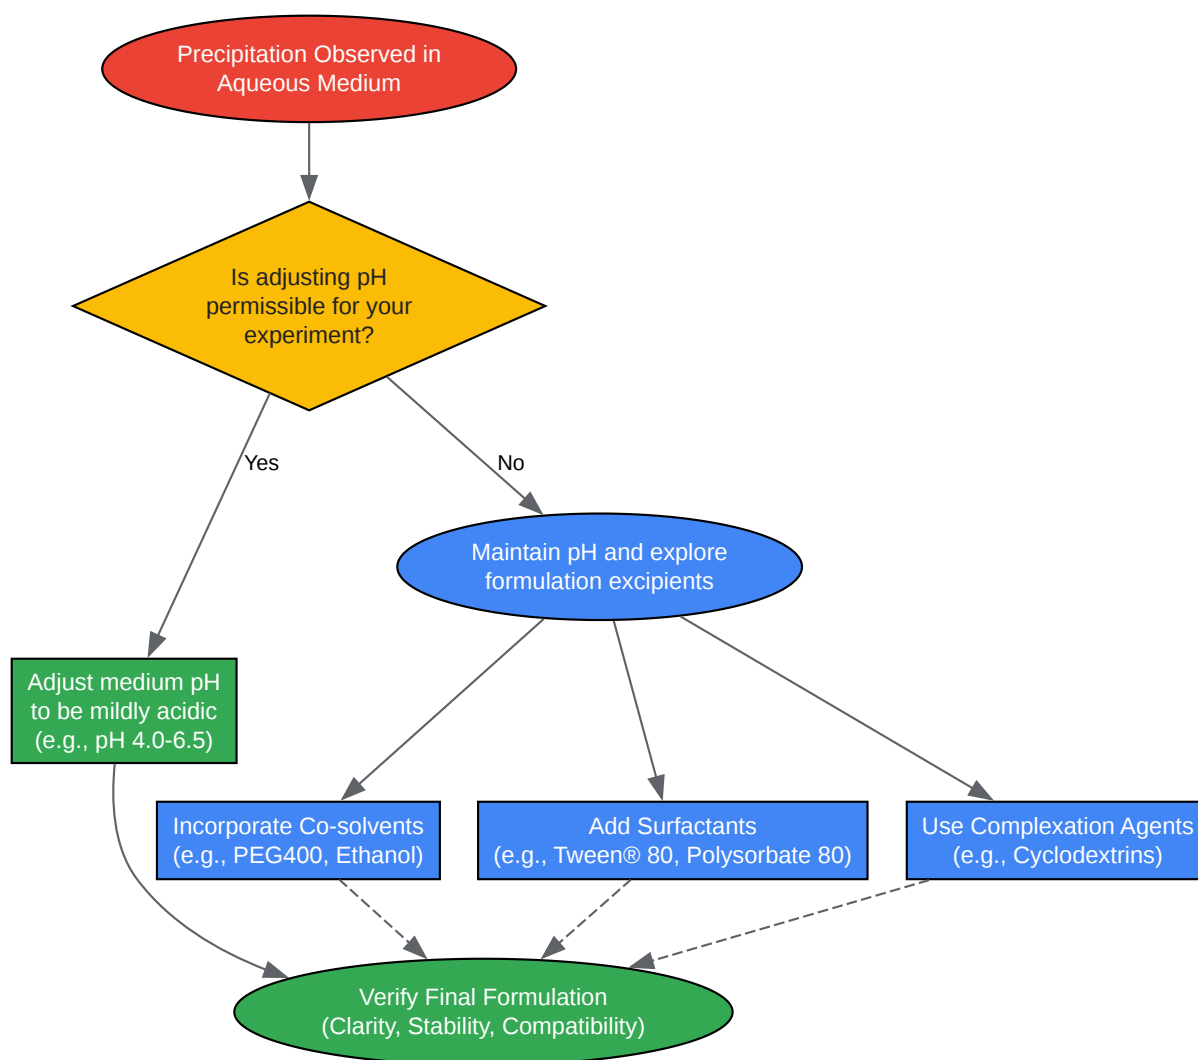 Precipitation Observed in
Aqueous Medium
Is adjusting pH
permissible for your
experiment?
Yes
No
Maintain pH and explore
formulation excipients
Adjust medium pH
to be mildly acidic
(e.g., pH 4.0-6.5)
Incorporate Co-solvents
(e.g., PEG400, Ethanol)
Add Surfactants
(e.g., Tween® 80, Polysorbate 80)
Use Complexation Agents
(e.g., Cyclodextrins)
Verify Final Formulation
(Clarity, Stability, Compatibility)